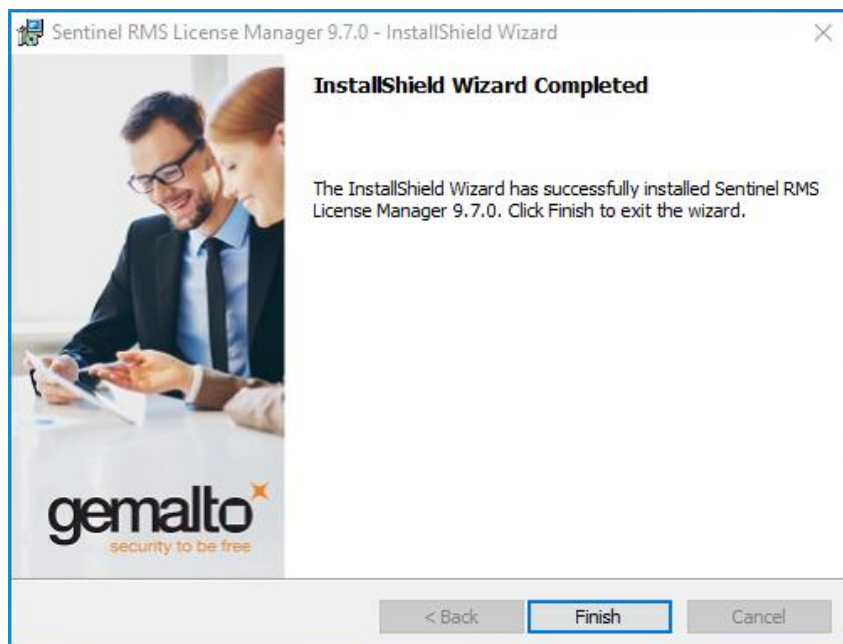 Sentinel RMS License Manager 9.7.0 - InstallShield Wizard
InstallShield Wizard Completed
The InstallShield Wizard has successfully installed Sentinel RMS
License Manager 9.7.0. Click Finish to exit the wizard.
gemalto
security to be free
< Back Finish Cancel